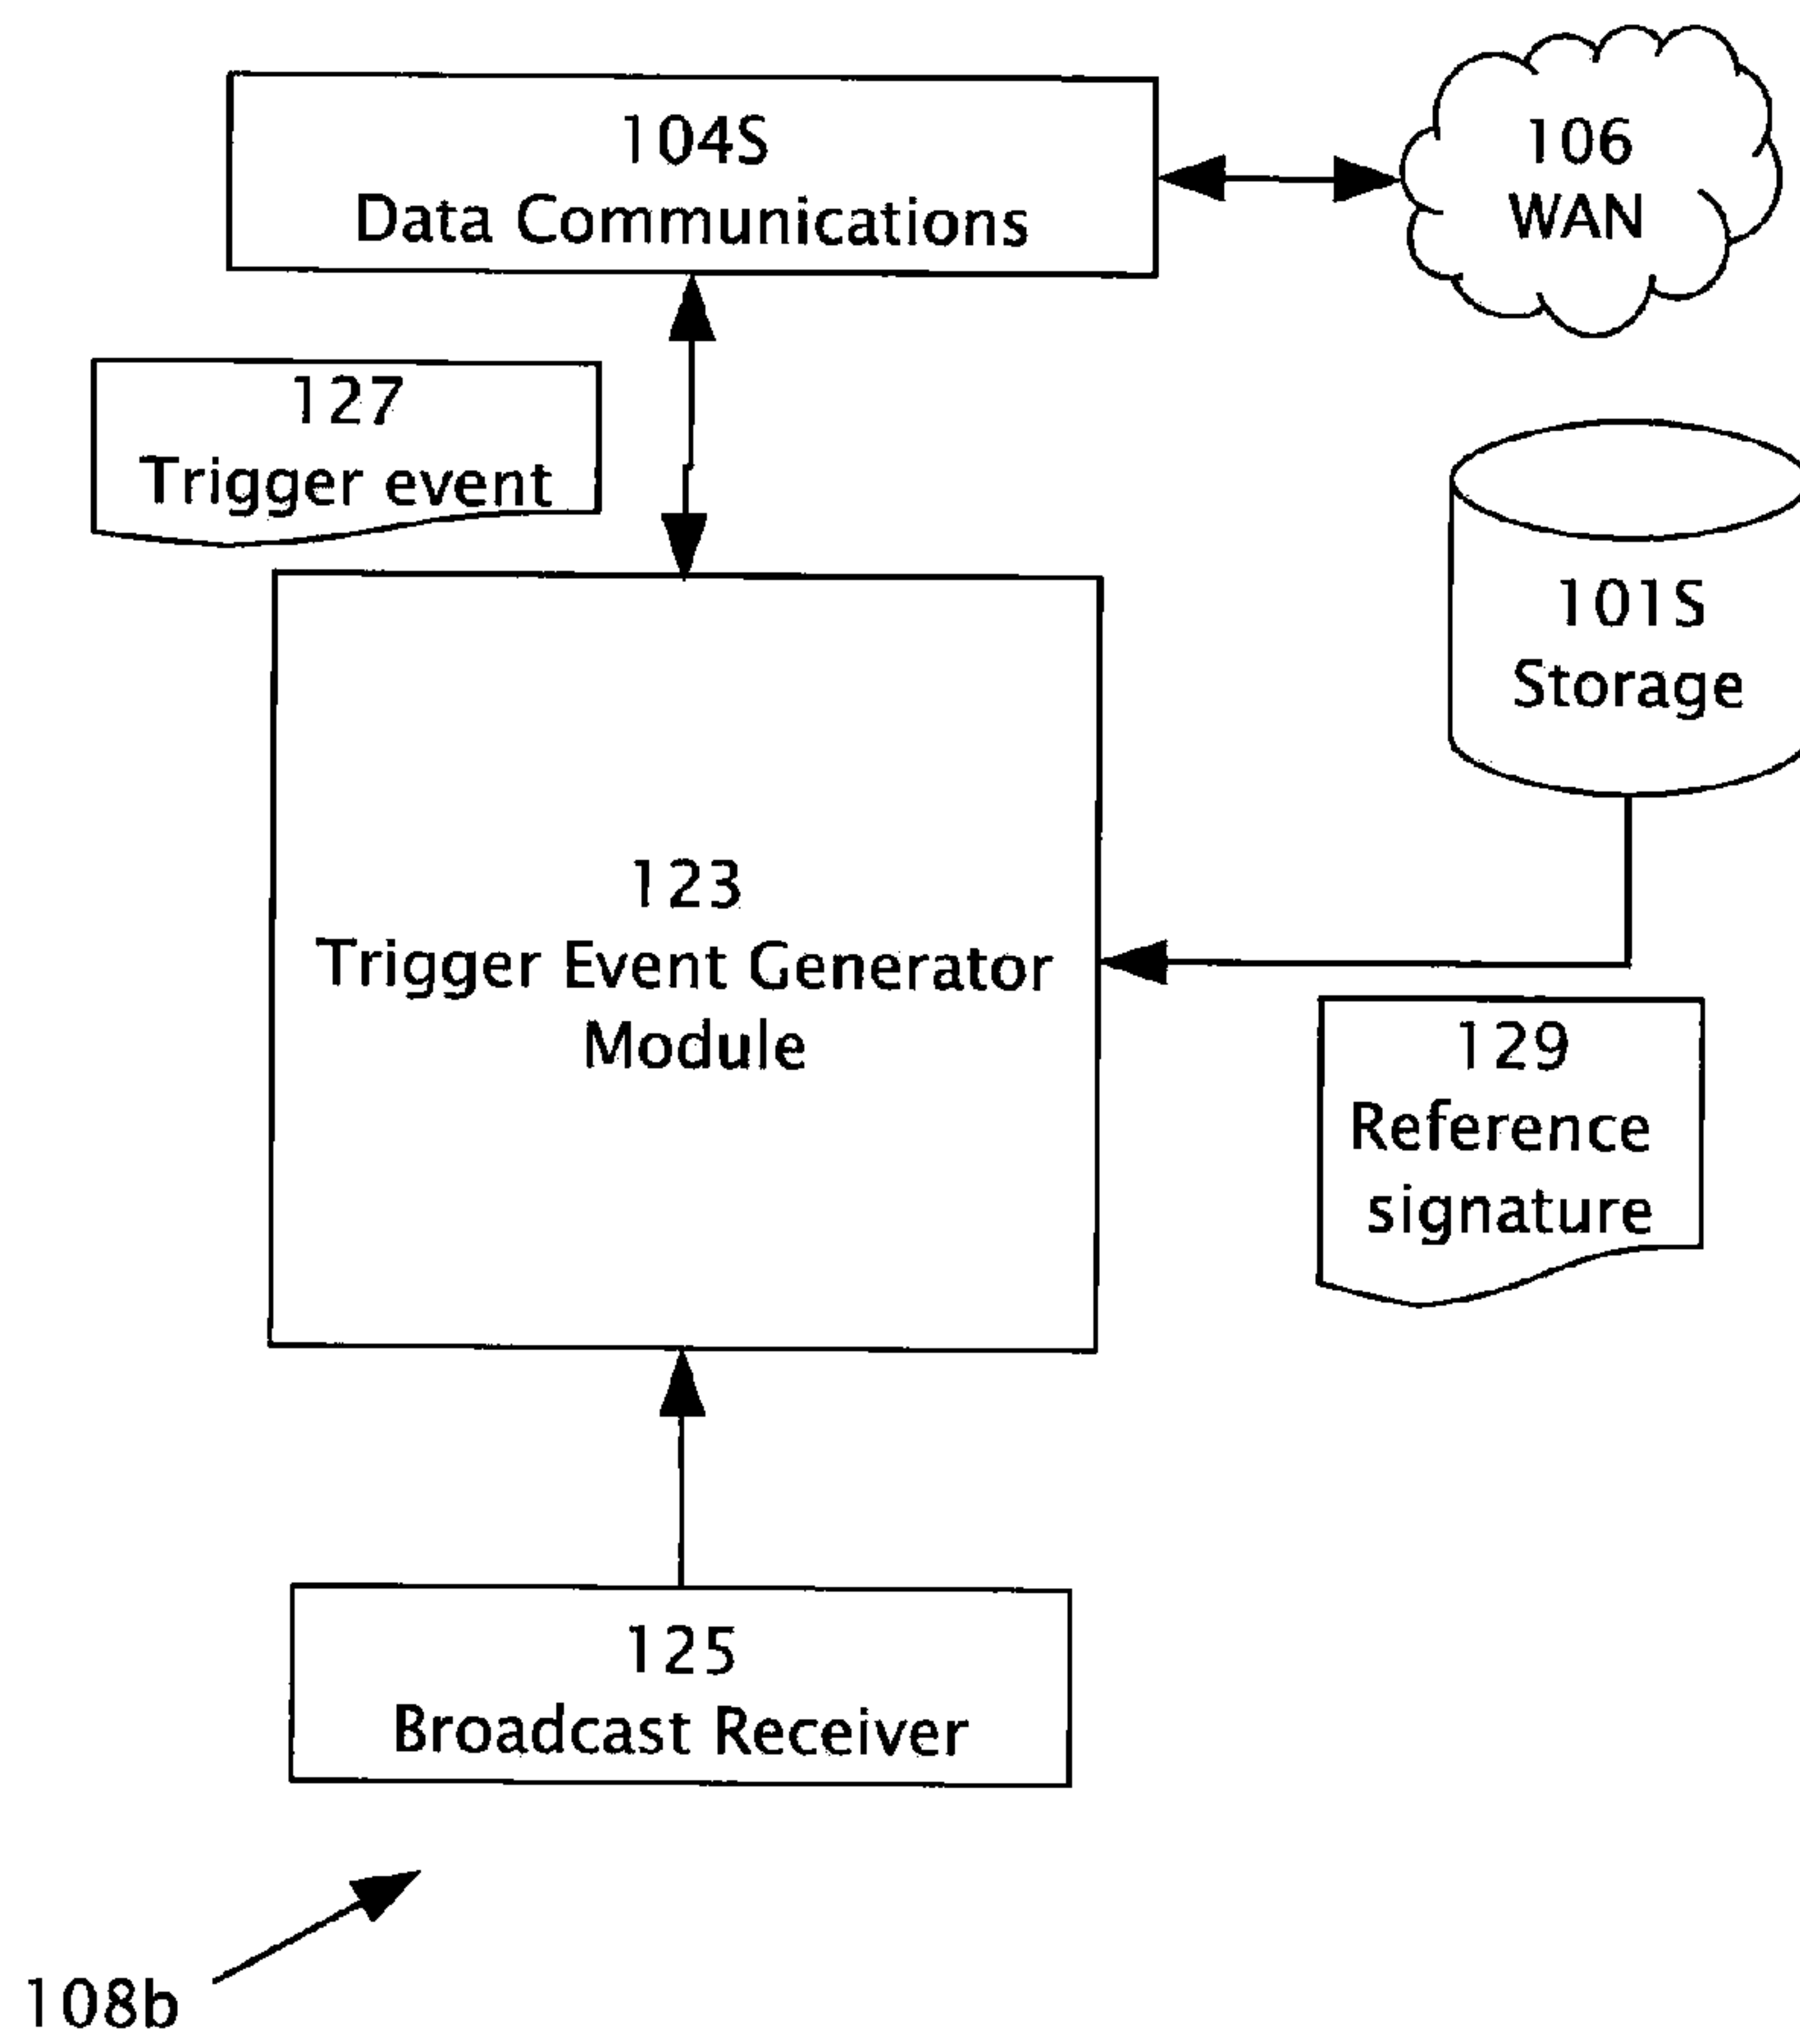 104S
Data Communications
106
WAN
127
Trigger event
101S
Storage
123
Trigger Event Generator
Module
129
Reference
signature
125
Broadcast Receiver
108b